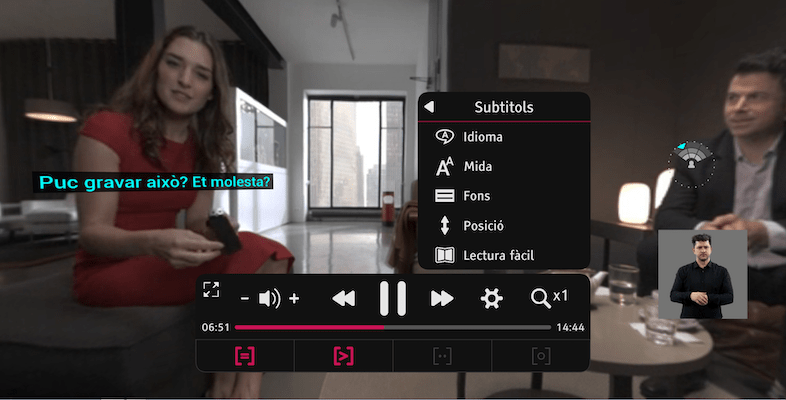 Subtitols
Idioma
Mida
Fons
Posició
Lectura fàcil
Puc gravar això? Et molesta?
- +
x1
06:51
14:44